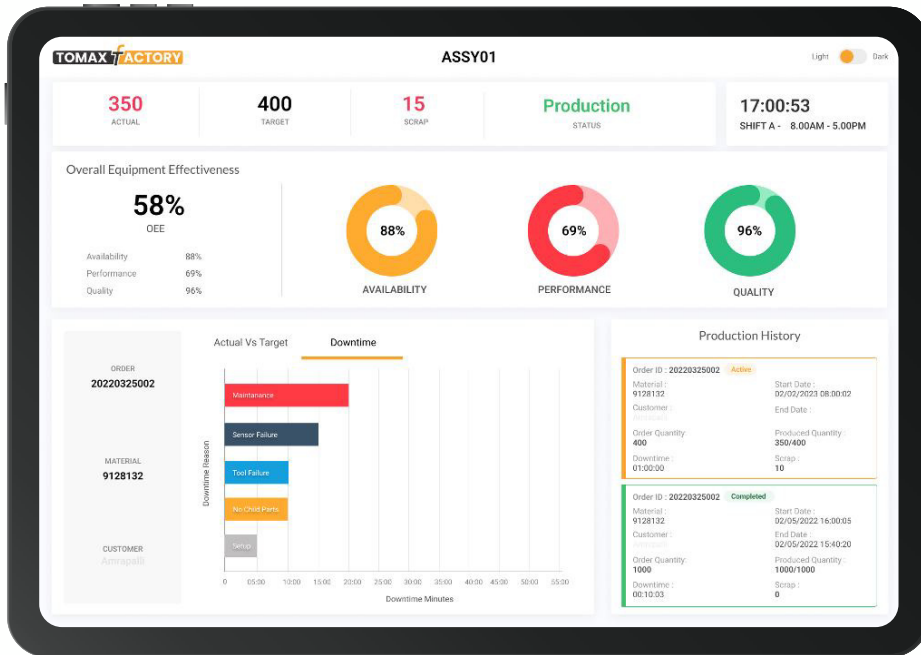 TOMAX FACTORY
ASSY01
Light Dark
350
ACTUAL
400
TARGET
15
SCRAP
Production
STATUS
17:00:53
SHIFT A - 8.00AM - 5.00PM
Overall Equipment Effectiveness
58%
OEE
Availability 88%
Performance 69%
Quality 96%
88%
AVAILABILITY
69%
PERFORMANCE
96%
QUALITY
ORDER
20220325002
MATERIAL
9128132
CUSTOMER
Amrapali
Actual Vs Target Downtime
Downtime Reason
Maintanance
Sensor Failure
Tool Failure
No Child Parts
Setup
0 05:00 10:00 15:00 20:00 25:00 30:00 35:00 40:00 45:00 50:00 55:00
Downtime Minutes
Production History
Order ID : 20220325002 Active
Material : Start Date :
9128132 02/02/2023 08:00:02
Customer : End Date :
Order Quantity Produced Quantity :
400 350/400
Downtime : Scrap :
01:00:00 10
Order ID : 20220325002 Completed
Material : Start Date :
9128132 02/05/2022 16:00:05
Customer : End Date :
02/05/2022 15:40:20
Order Quantity Produced Quantity :
1000 1000/1000
Downtime : Scrap :
00:10:03 0